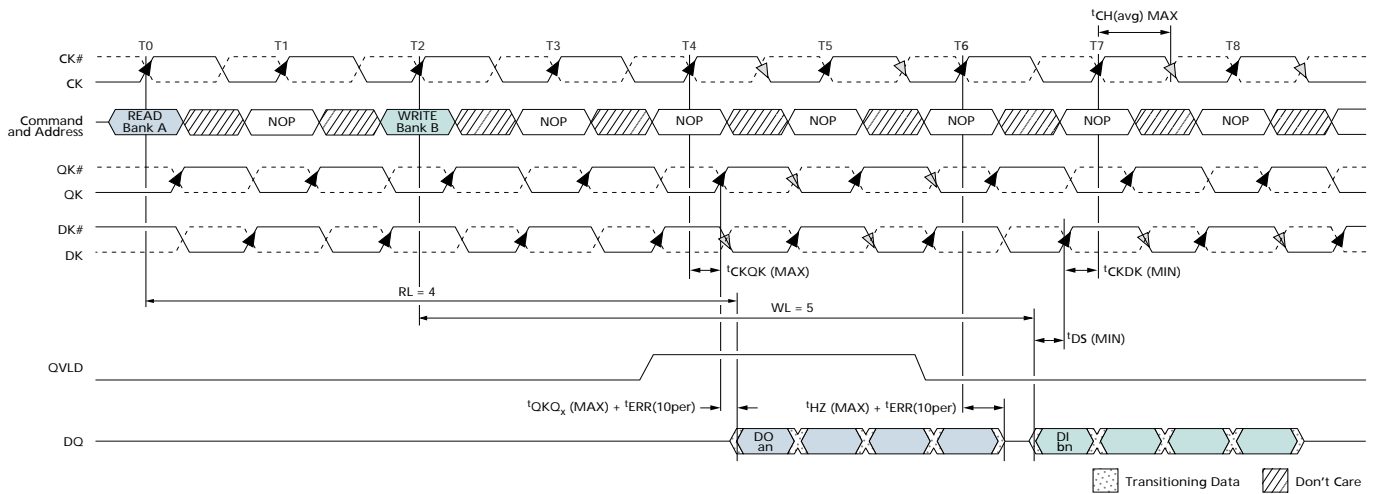 tCH(avg) MAX
T0 T1 T2 T3 T4 T5 T6 T7 T8
CK#
CK
Command and Address
READ Bank A
NOP
WRITE Bank B
NOP
NOP
NOP
NOP
NOP
NOP
QK#
QK
DK#
DK
tCKQK (MAX)
tCKDK (MIN)
RL = 4
WL = 5
tDS (MIN)
QVLD
tQKQx (MAX) + tERR(10per)
tHZ (MAX) + tERR(10per)
DQ
DO an
DI bn
Transitioning Data
Don't Care